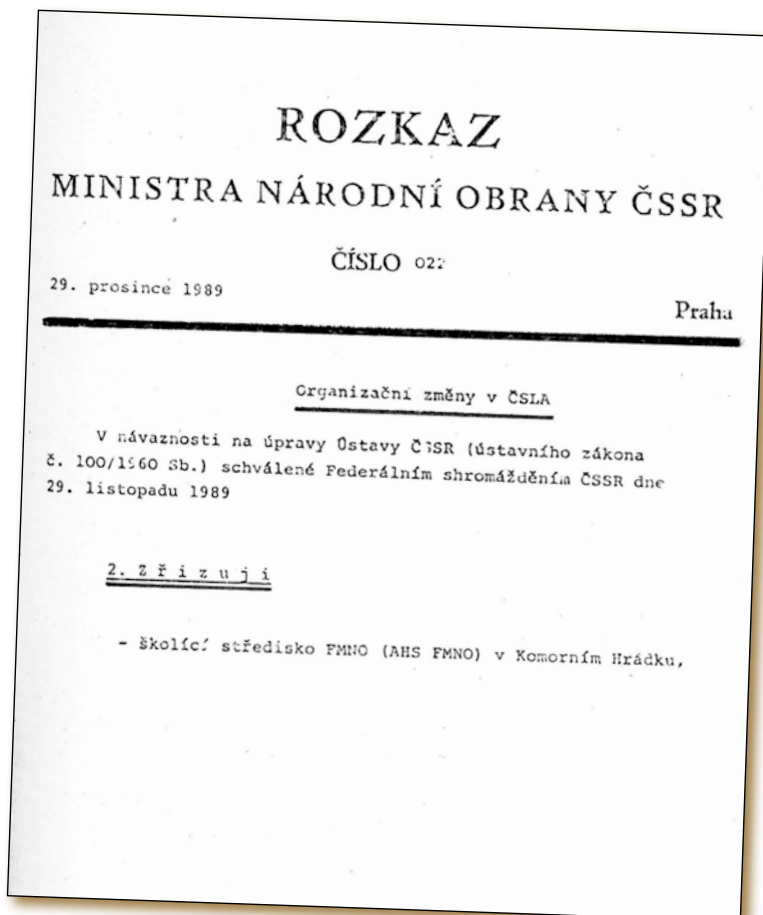 ROZKAZ
MINISTRA NÁRODNÍ OBRANY ČSSR
ČÍSLO 022
29. prosince 1989
Praha
Organizační změny v ČSLA
V návaznosti na úpravy Ústavy ČSSR (ústavního zákona
č. 100/1960 Sb.) schválené Federálním shromážděním ČSSR dne
29. listopadu 1989
2. Z ř i z u j i
- školící středisko FMNO (AHS FMNO) v Komorním Hrádku,